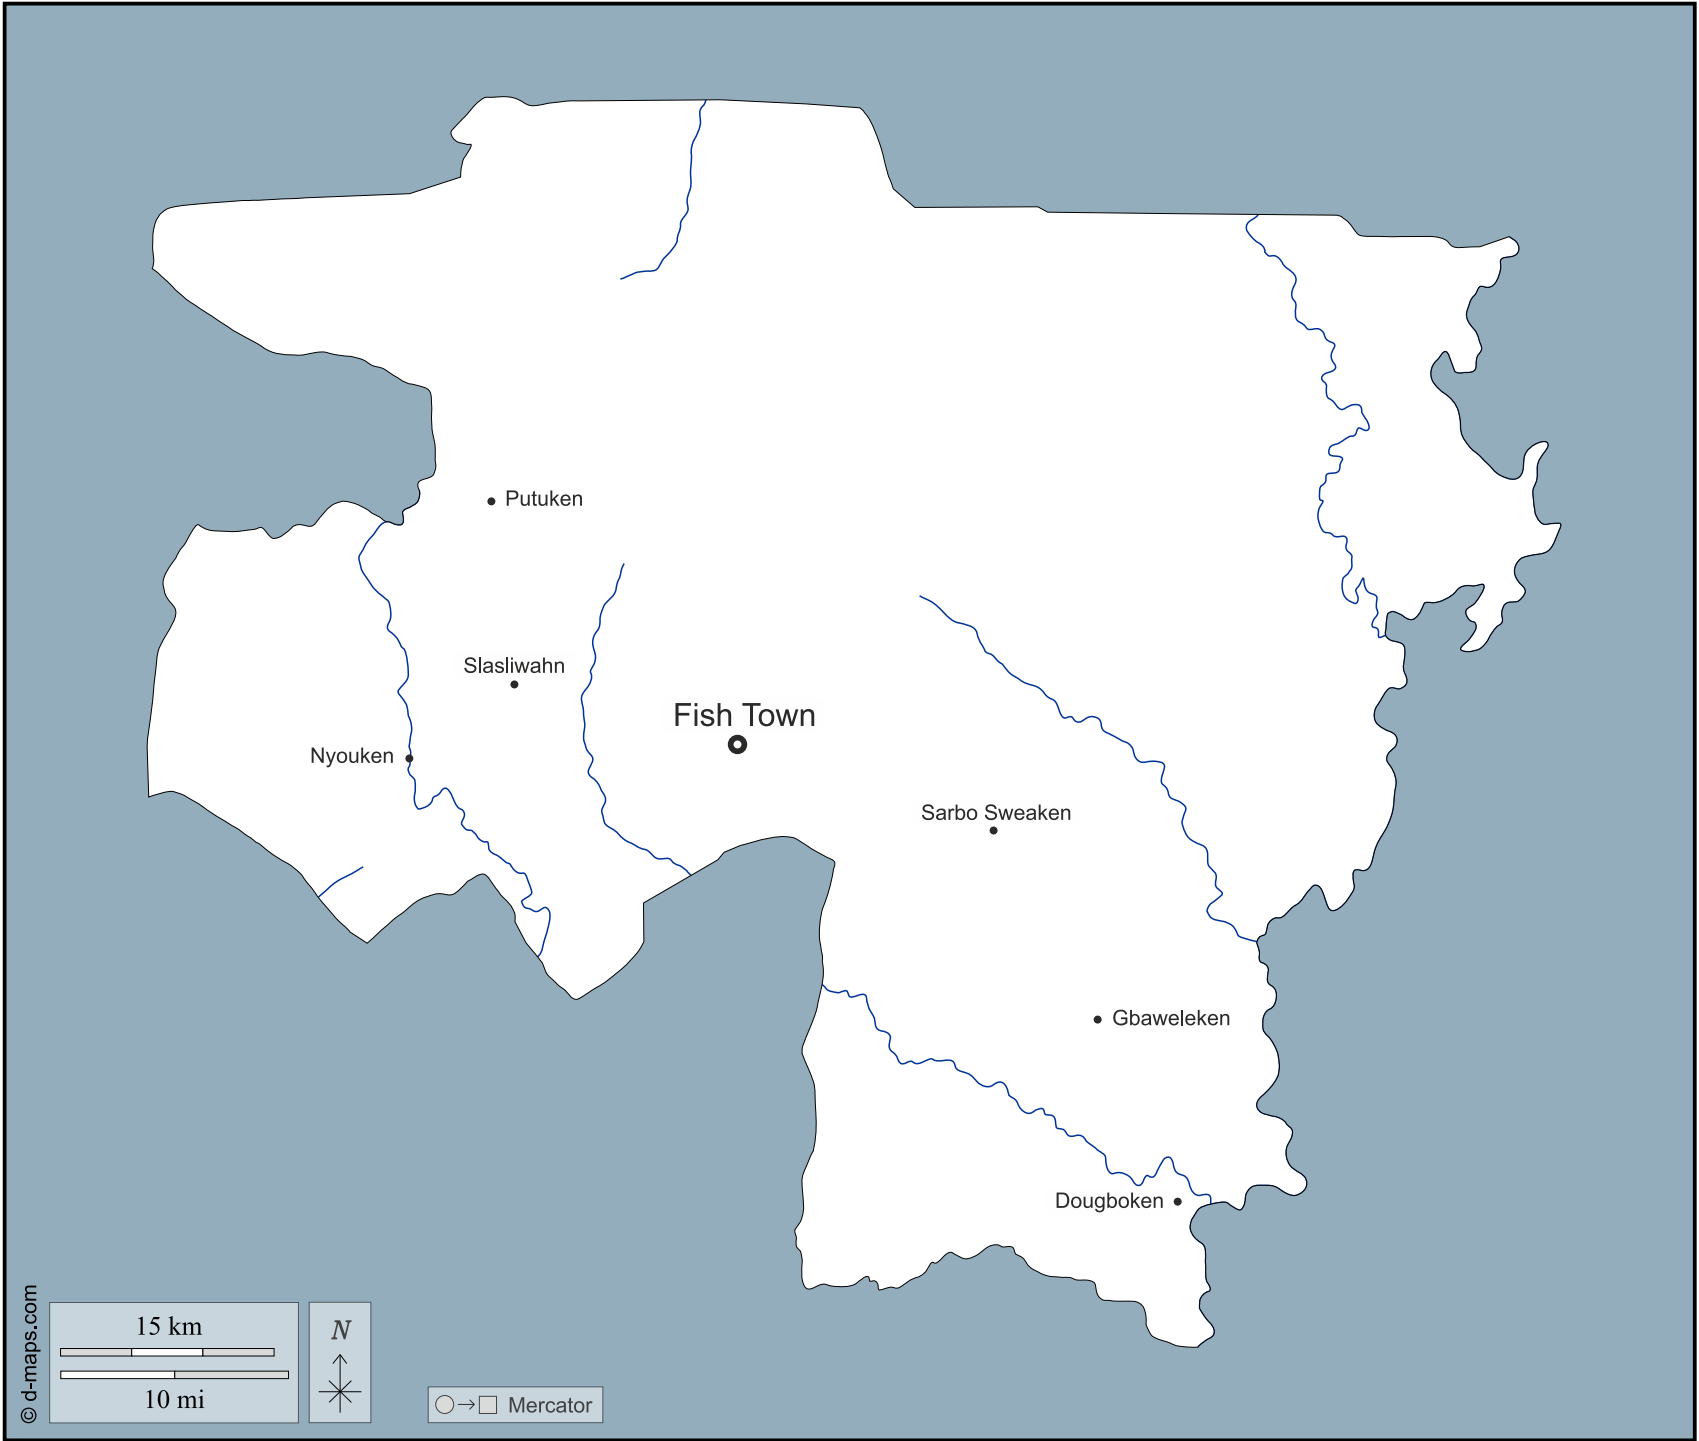 Putuken
Slasliwahn
Fish Town
Nyouken
Sarbo Sweaken
Gbaweleken
Dougboken
© d-maps.com
15 km
10 mi
N
Mercator